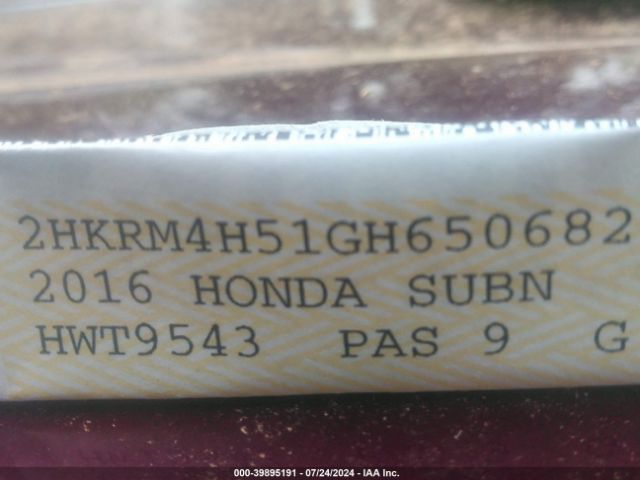 2HKRM4H51GH650682
2016 HONDA SUBN
HWT9543 PAS 9 G
000-39895191 - 07/24/2024 - IAA Inc.